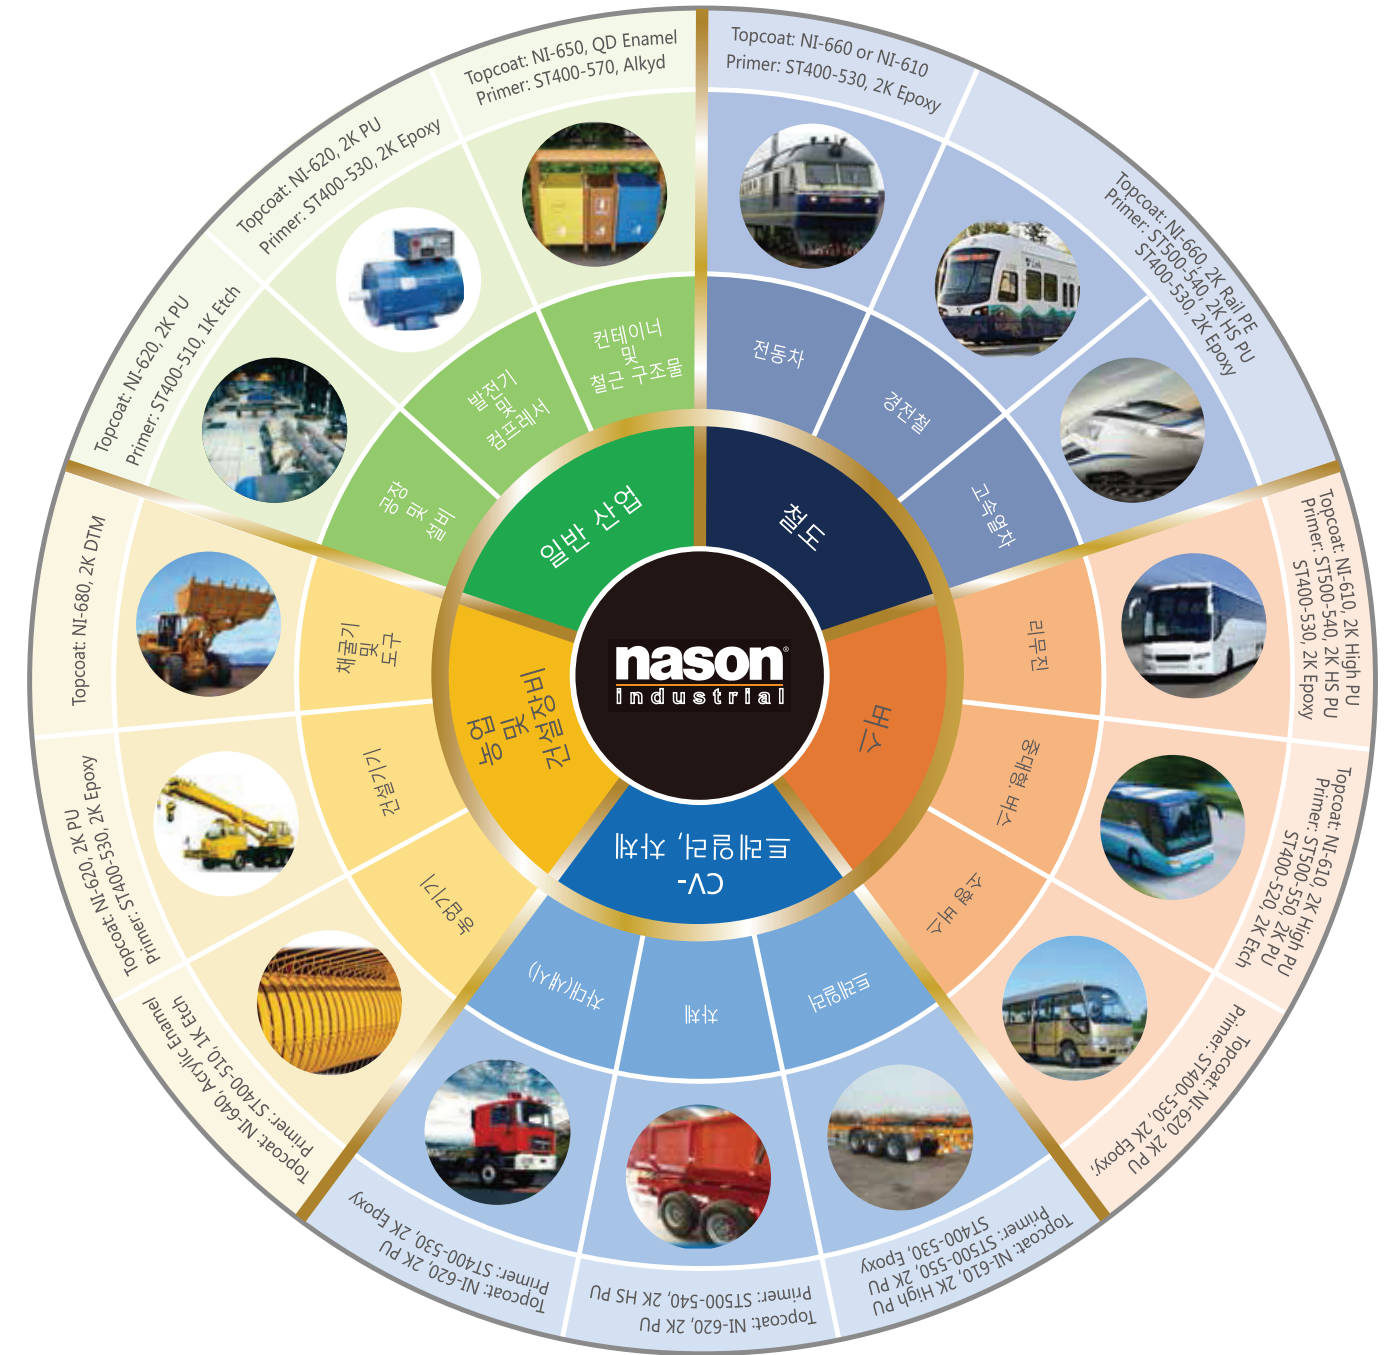 nason®
industrial
철도
전동차
Topcoat: NI-660 or NI-610
Primer: ST400-530, 2K Epoxy
경전철
고속열차
Topcoat: NI-660, 2K Rail PE
Primer: ST500-540, 2K HS PU
ST400-530, 2K Epoxy
버스
리무진
Topcoat: NI-610, 2K High PU
Primer: ST500-540, 2K HS PU
ST400-530, 2K Epoxy
중대형. 버스
Topcoat: NI-610, 2K High PU
Primer: ST500-550, 2K PU
ST400-520, 2K Etch
소형 버스
Topcoat: NI-620, 2K PU
Primer: ST400-530, 2K Epoxy,
CV-
트레일러, 차체
트레일러
Topcoat: NI-610, 2K High PU
Primer: ST500-550, 2K PU
ST400-530, Epoxy
차체
Topcoat: NI-620, 2K PU
Primer: ST500-540, 2K HS PU
차대(섀시)
Topcoat: NI-620, 2K PU
Primer: ST400-530, 2K Epoxy
농업
및
건설장비
농업기기
Topcoat: NI-640, Acrylic Enamel
Primer: ST400-510, 1K Etch
건설기기
Topcoat: NI-620, 2K PU
Primer: ST400-530, 2K Epoxy
채굴기
및
도구
Topcoat: NI-680, 2K DTM
일반 산업
공장
및
설비
Topcoat: NI-620, 2K PU
Primer: ST400-510, 1K Etch
발전기
및
컴프레서
Topcoat: NI-620, 2K PU
Primer: ST400-530, 2K Epoxy
컨테이너
및
철근 구조물
Topcoat: NI-650, QD Enamel
Primer: ST400-570, Alkyd